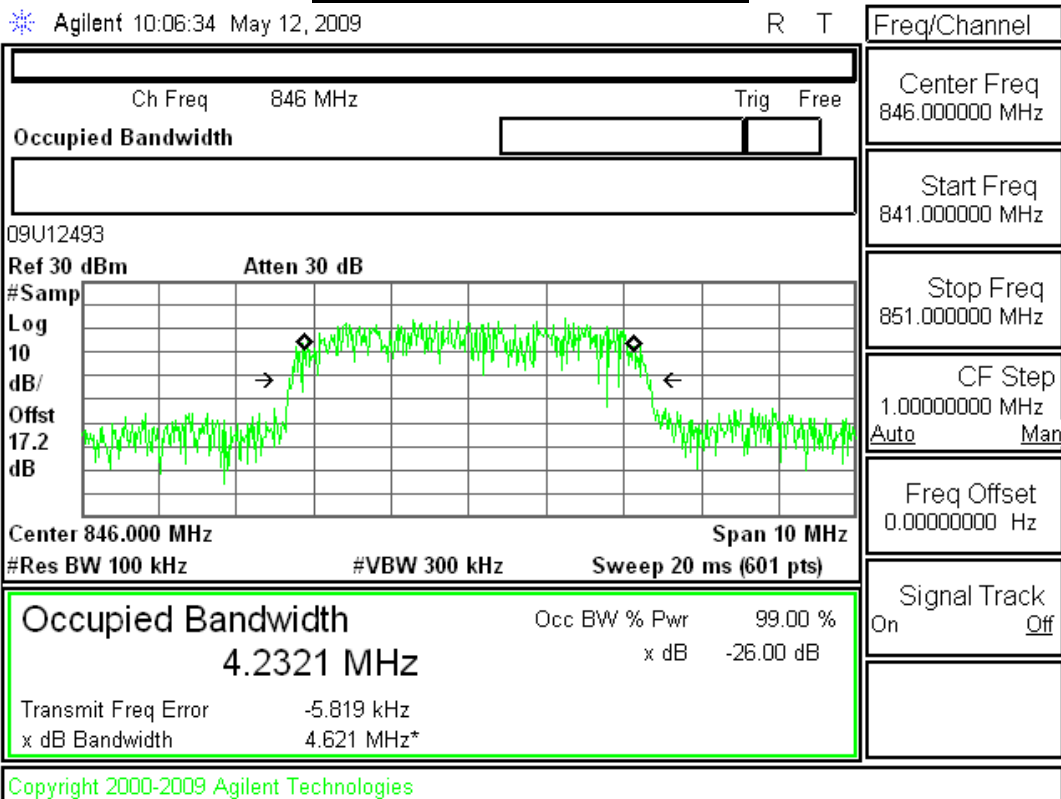 Agilent 10:06:34 May 12, 2009 R T
Freq/Channel
Ch Freq 846 MHz Trig Free
Occupied Bandwidth
Center Freq
846.000000 MHz
Start Freq
841.000000 MHz
Stop Freq
851.000000 MHz
CF Step
1.00000000 MHz
Auto Man
Freq Offset
0.00000000 Hz
Signal Track
On Off
09U12493
Ref 30 dBm Atten 30 dB
#Samp
Log
10
dB/
Offst
17.2
dB
Center 846.000 MHz Span 10 MHz
#Res BW 100 kHz #VBW 300 kHz Sweep 20 ms (601 pts)
Occupied Bandwidth
4.2321 MHz
Occ BW % Pwr 99.00 %
x dB -26.00 dB
Transmit Freq Error -5.819 kHz
x dB Bandwidth 4.621 MHz*
Copyright 2000-2009 Agilent Technologies